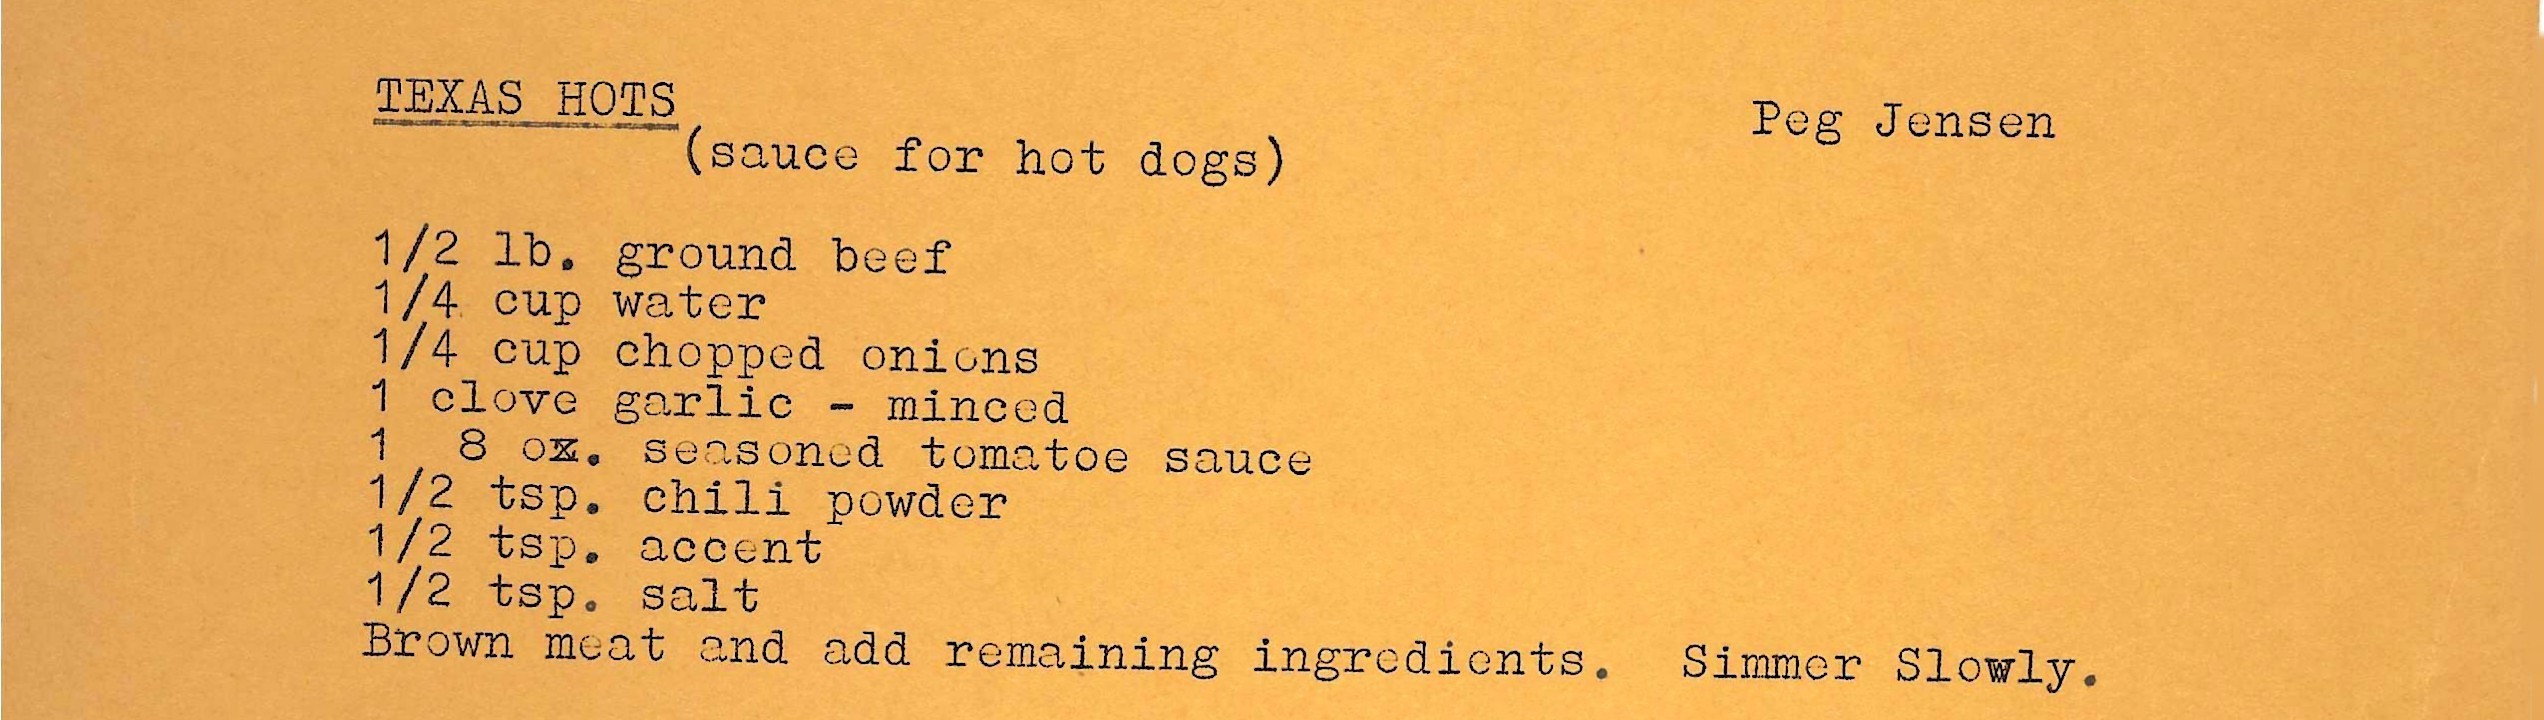 TEXAS HOTS
Peg Jensen
(sauce for hot dogs)
1/2 lb. ground beef
1/4 cup water
1/4 cup chopped onions
1 clove garlic - minced
1  8 oz. seasoned tomatoe sauce
1/2 tsp. chili powder
1/2 tsp. accent
1/2 tsp. salt
Brown meat and add remaining ingredients.  Simmer Slowly.